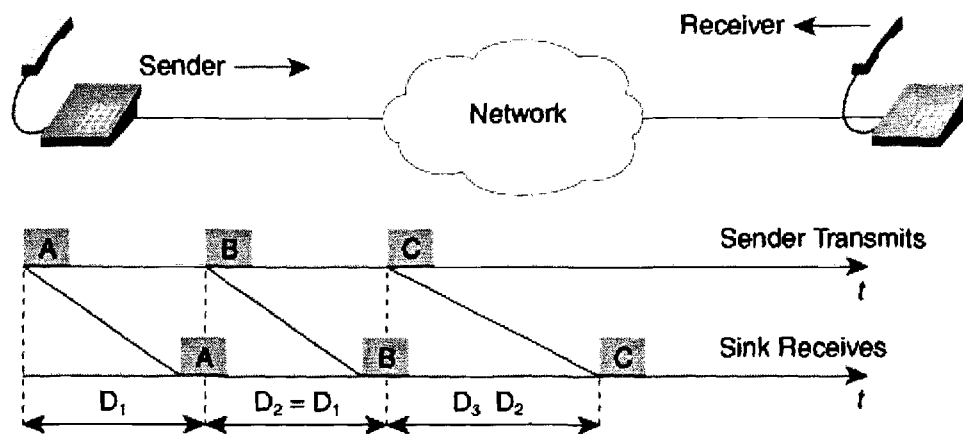 Receiver
Sender
Network
A B C Sender Transmits
t
A B C Sink Receives
t
D₁ D₂ = D₁ D₃ D₂